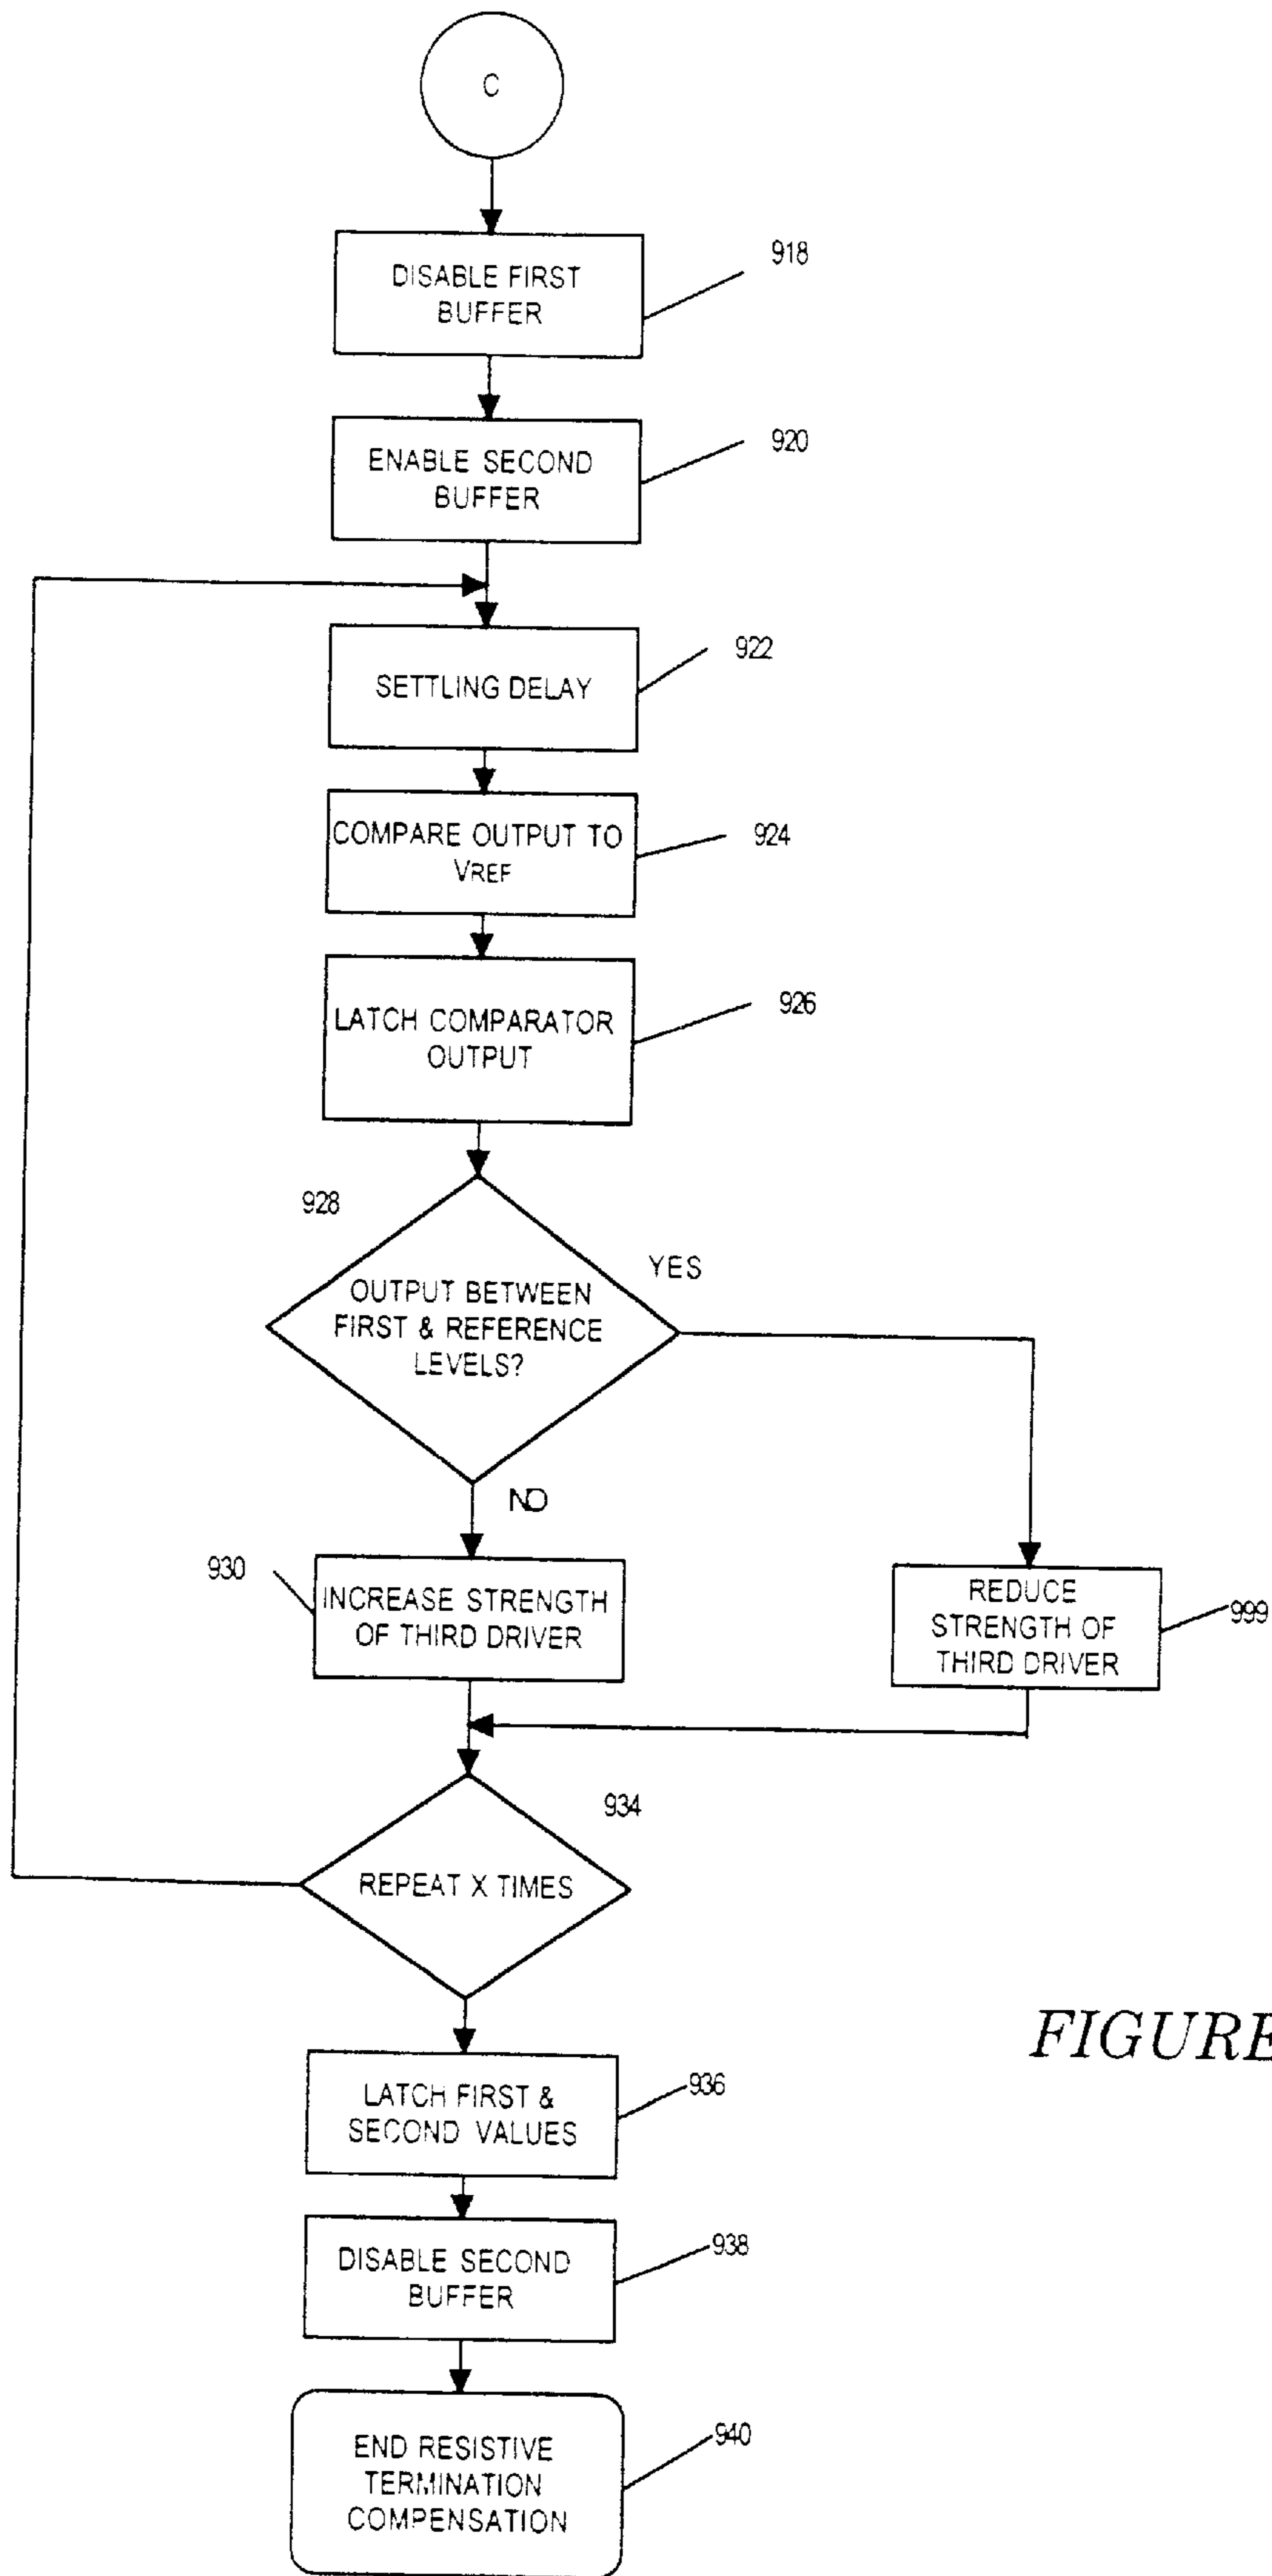 C
DISABLE FIRST
BUFFER
918
ENABLE SECOND
BUFFER
920
SETTLING DELAY
922
COMPARE OUTPUT TO
VREF
924
LATCH COMPARATOR
OUTPUT
926
928
OUTPUT BETWEEN
FIRST & REFERENCE
LEVELS?
YES
NO
930
INCREASE STRENGTH
OF THIRD DRIVER
REDUCE
STRENGTH OF
THIRD DRIVER
999
934
REPEAT X TIMES
FIGURE
LATCH FIRST &
SECOND VALUES
936
DISABLE SECOND
BUFFER
938
END RESISTIVE
TERMINATION
COMPENSATION
940